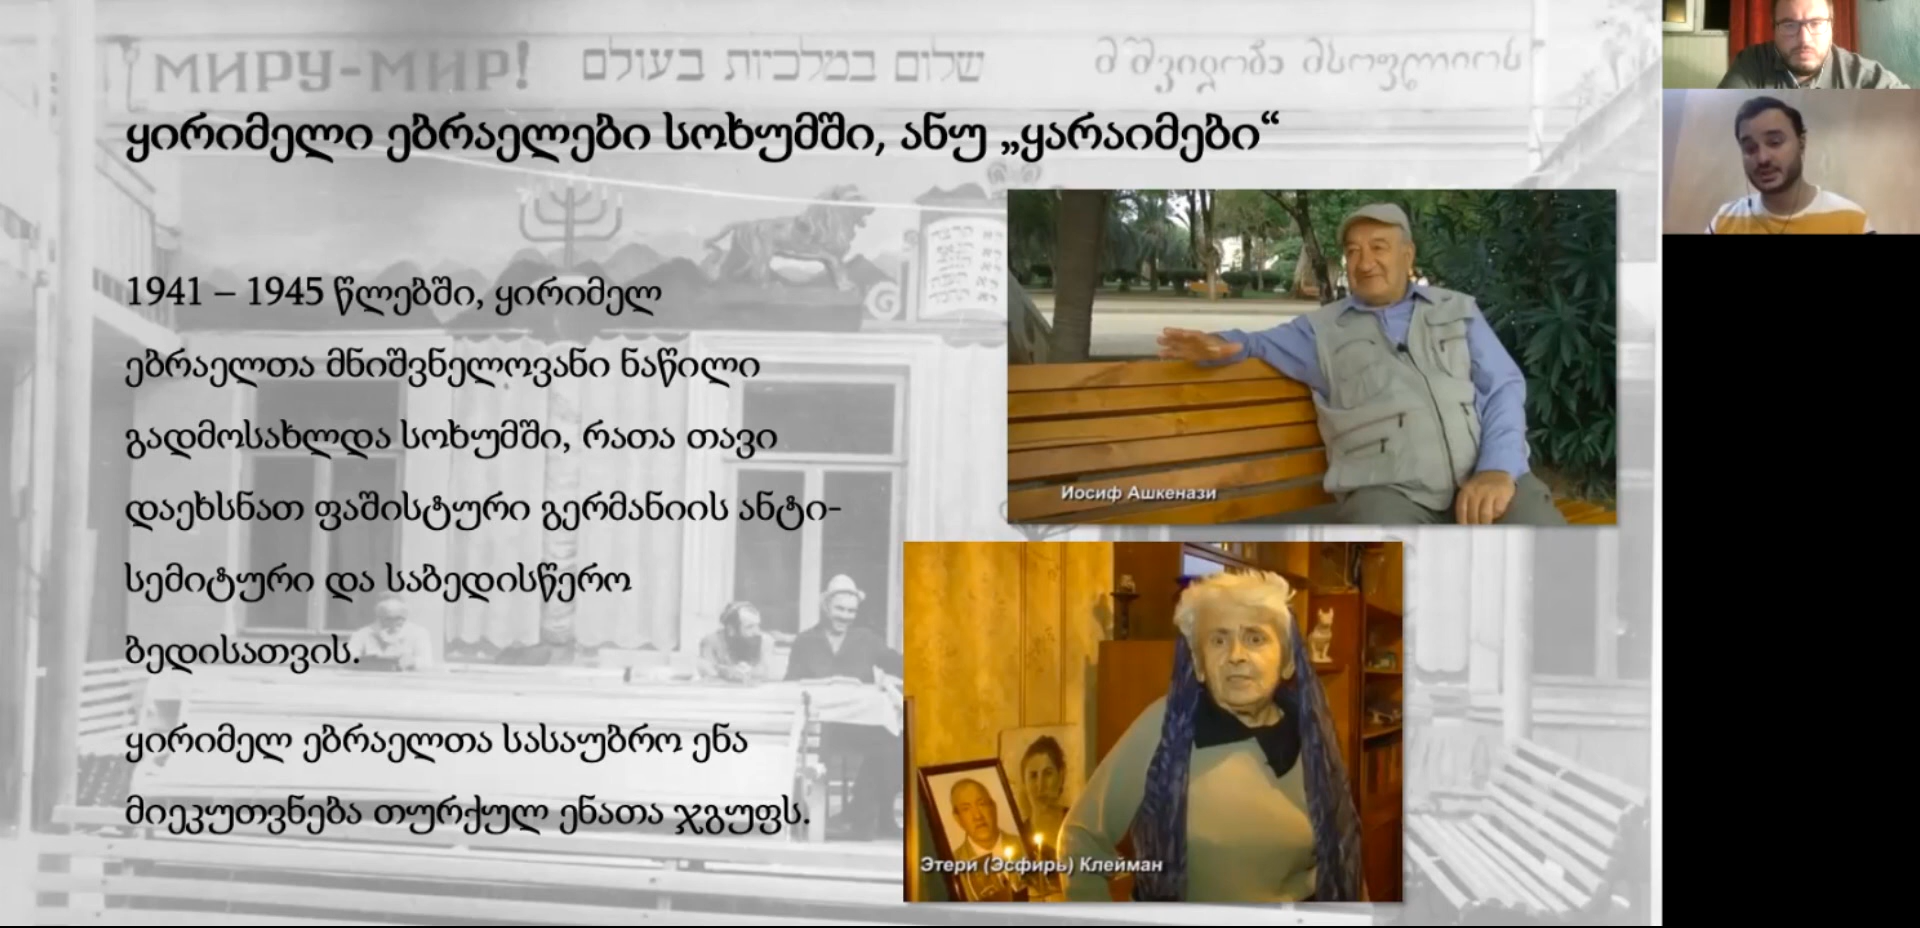 МИРУ-МИР! שלום במלכיות בעולם მშვიდობა მსოფლიოს
ყირიმელი ებრაელები სოხუმში, ანუ „ყარაიმები“
1941 – 1945 წლებში, ყირიმელ
ებრაელთა მნიშვნელოვანი ნაწილი
გადმოსახლდა სოხუმში, რათა თავი
დაეხსნათ ფაშისტური გერმანიის ანტი-
სემიტური და საბედისწერო
ბედისათვის.
ყირიმელ ებრაელთა სასაუბრო ენა
მიეკუთვნება თურქულ ენათა ჯგუფს.
Иосиф Ашкенази
Этери (Эсфирь) Клейман